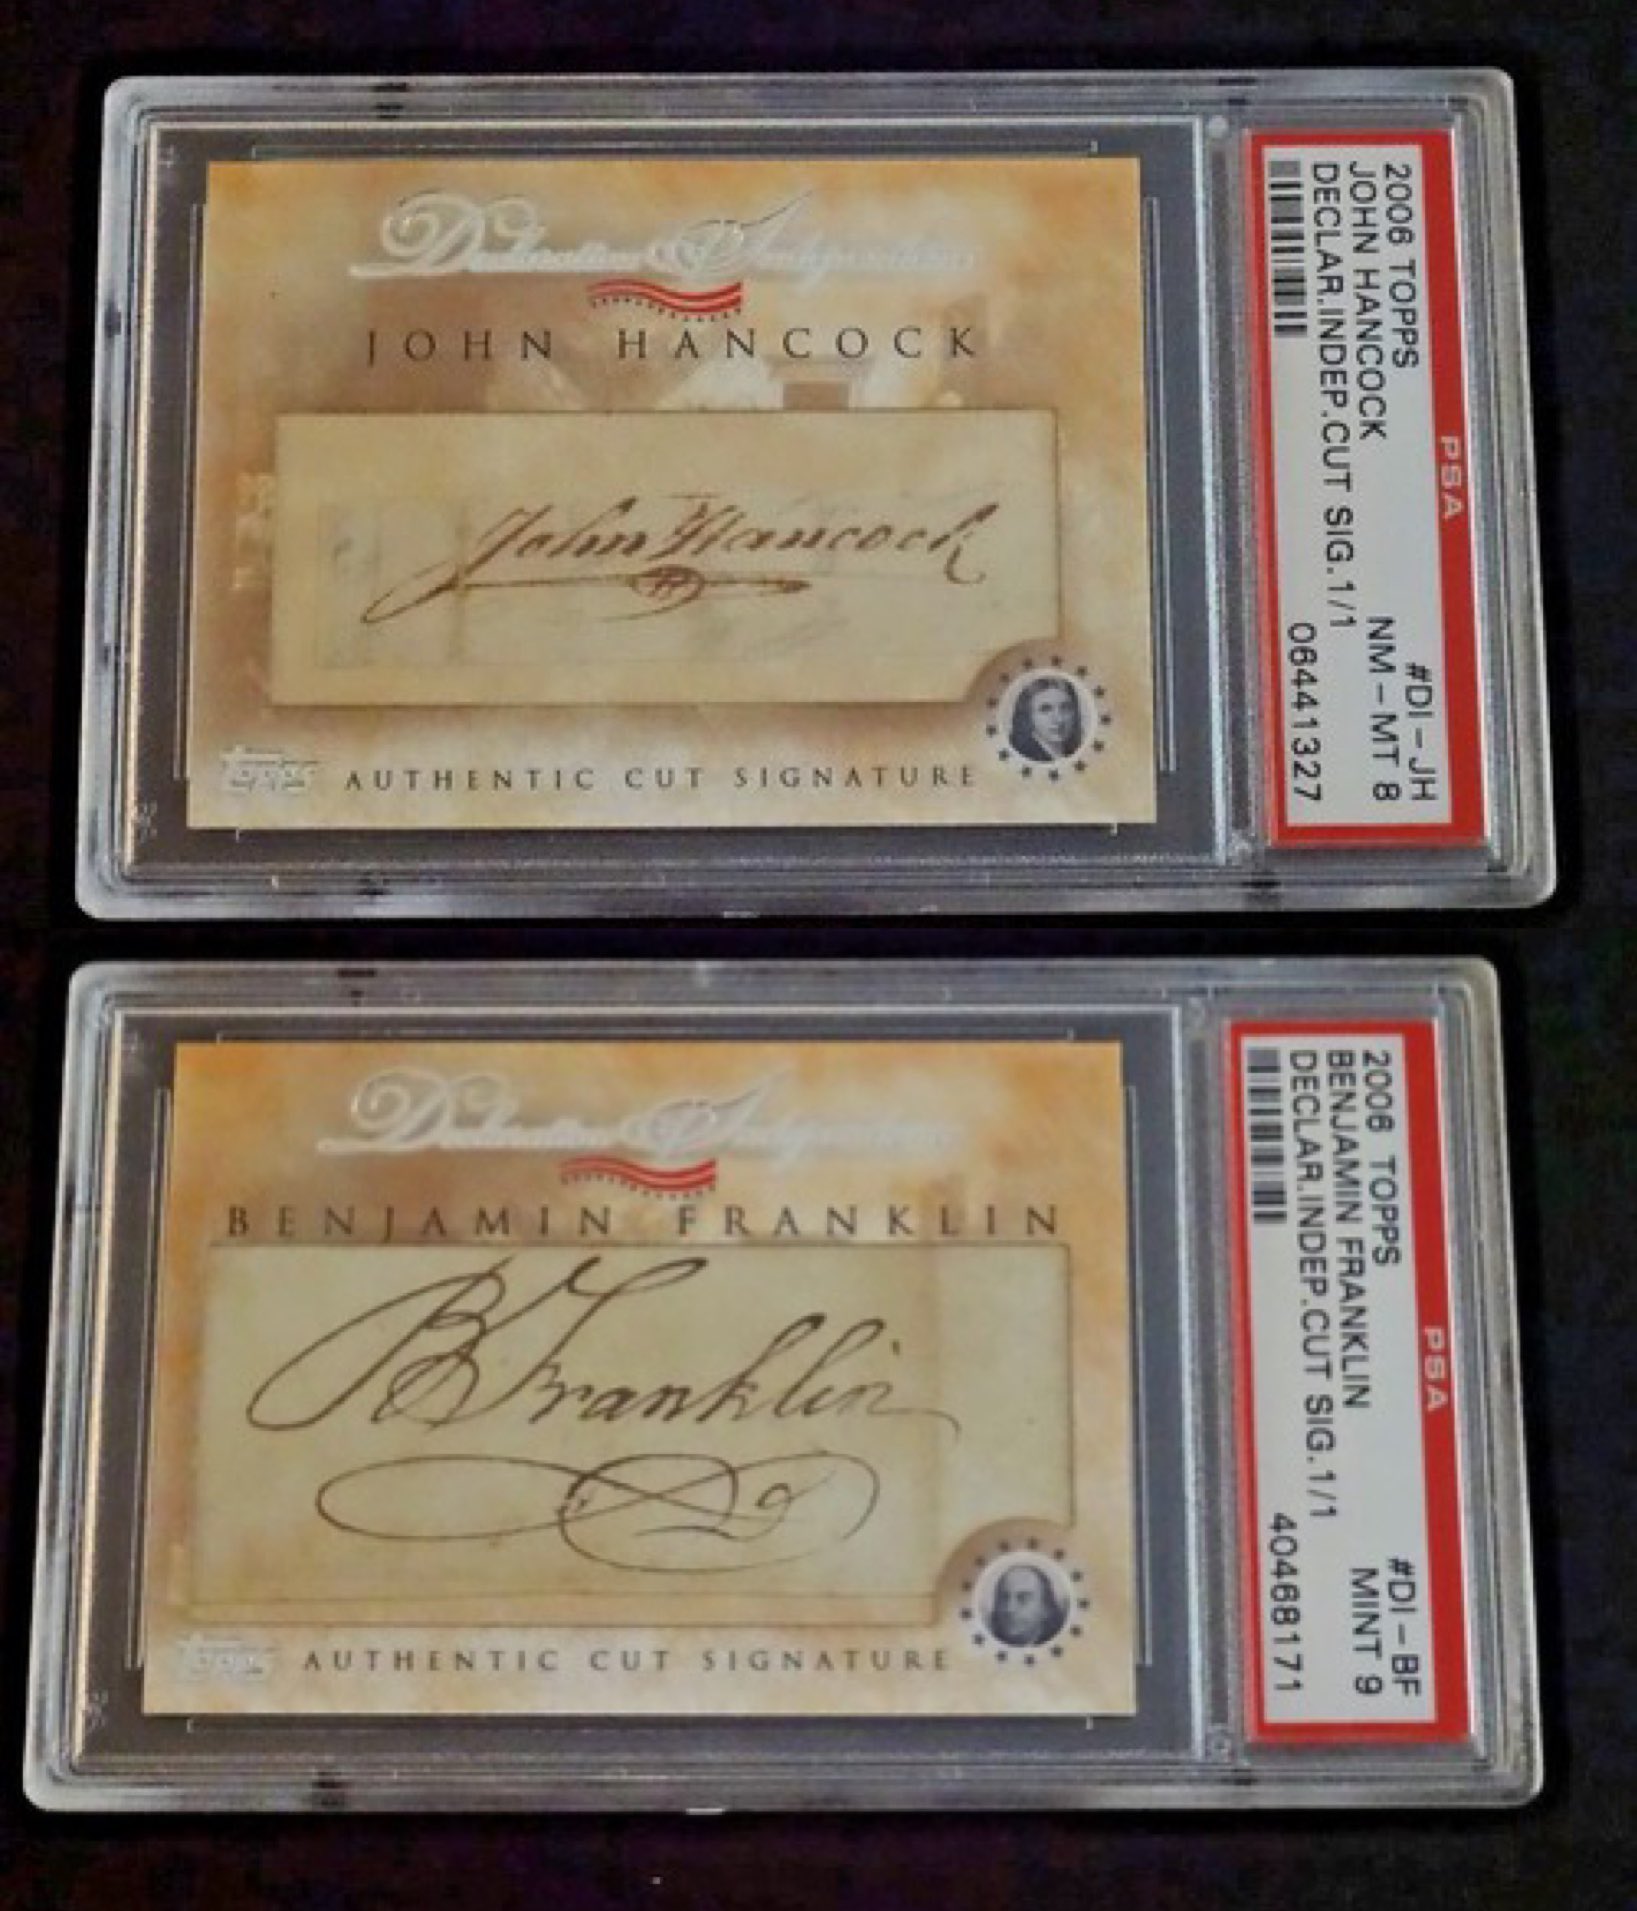 Declaration of Independence
JOHN HANCOCK
John Hancock
Topps
AUTHENTIC CUT SIGNATURE
PSA
2006 TOPPS #DI-JH
JOHN HANCOCK NM-MT 8
DECLAR.INDEP.CUT SIG.1/1 06441327
Declaration of Independence
BENJAMIN FRANKLIN
B Franklin
Topps
AUTHENTIC CUT SIGNATURE
PSA
2006 TOPPS #DI-BF
BENJAMIN FRANKLIN MINT 9
DECLAR.INDEP.CUT SIG.1/1 40468171